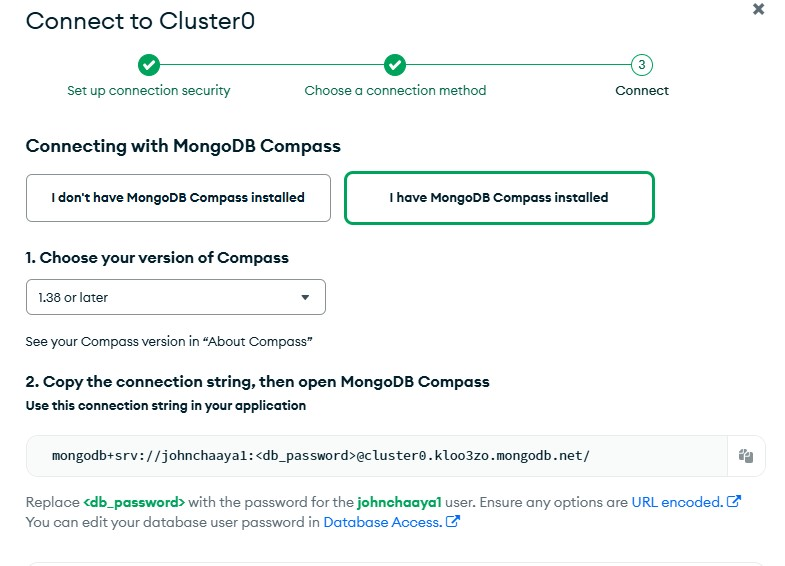 Connect to Cluster0
3
Set up connection security
Choose a connection method
Connect
Connecting with MongoDB Compass
I don't have MongoDB Compass installed
I have MongoDB Compass installed
1. Choose your version of Compass
1.38 or later
See your Compass version in “About Compass”
2. Copy the connection string, then open MongoDB Compass
Use this connection string in your application
mongodb+srv://johnchaaya1:<db_password>@cluster0.kloo3zo.mongodb.net/
Replace <db_password> with the password for the johnchaaya1 user. Ensure any options are URL encoded.
You can edit your database user password in Database Access.